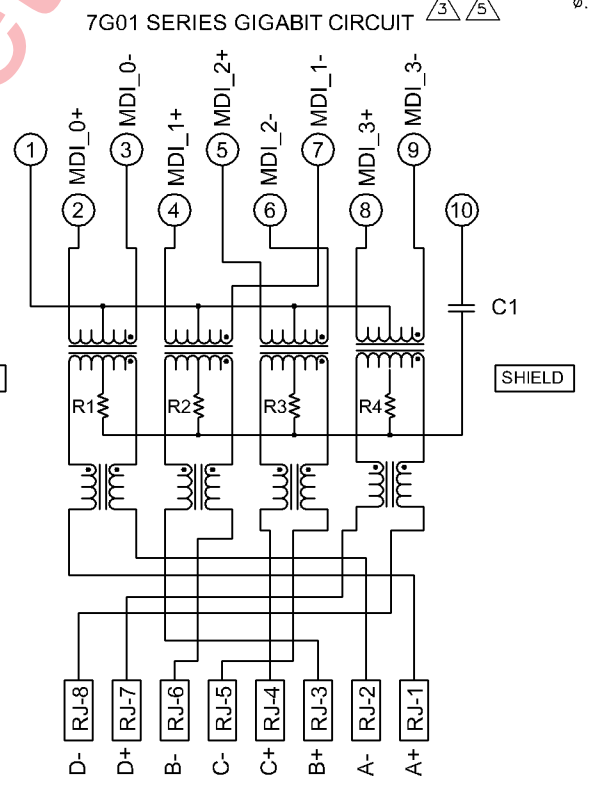 7G01 SERIES GIGABIT CIRCUIT
3
5
Ø.
MDI_0+
MDI_0-
MDI_1+
MDI_2+
MDI_2-
MDI_1-
MDI_3+
MDI_3-
1
3
5
7
9
2
4
6
8
10
C1
SHIELD
R1
R2
R3
R4
RJ-8
RJ-7
RJ-6
RJ-5
RJ-4
RJ-3
RJ-2
RJ-1
D-
D+
B-
C-
C+
B+
A-
A+